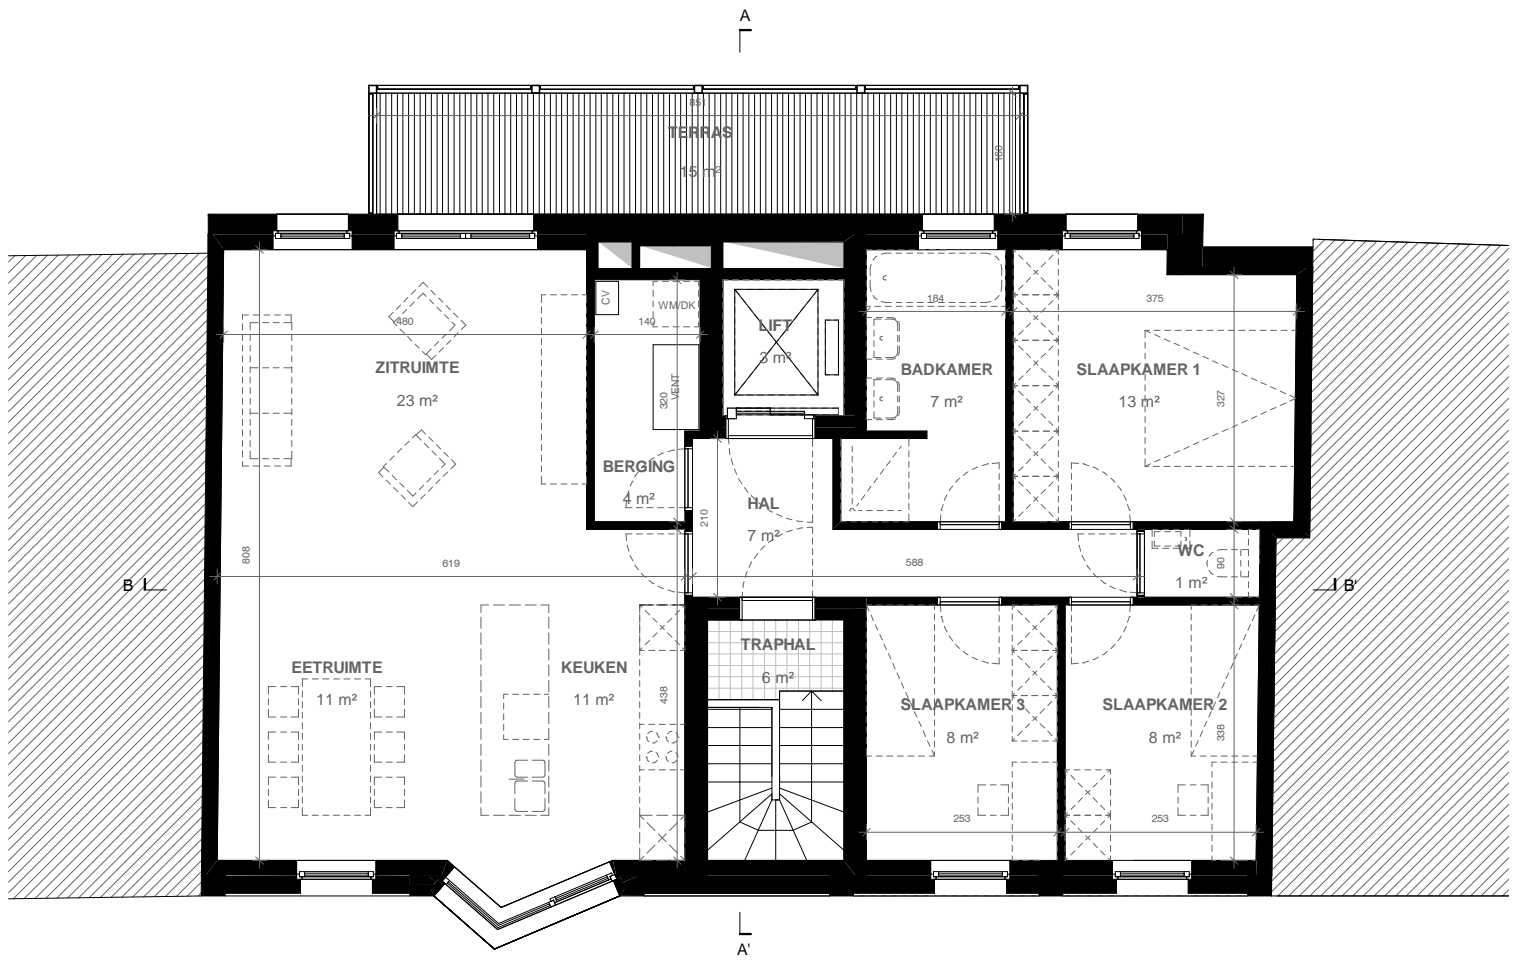 A
851
TERRAS
160
15 m²
CV
WM/DK
184
375
480
140
LIFT
3 m²
ZITRUIMTE
23 m²
BADKAMER
7 m²
SLAAPKAMER 1
13 m²
327
320
VENT
BERGING
4 m²
HAL
7 m²
210
808
619
588
WC
1 m²
90
B
B'
TRAPHAL
6 m²
EETRUIMTE
11 m²
KEUKEN
11 m²
438
SLAAPKAMER 3
8 m²
SLAAPKAMER 2
8 m²
338
253
253
A'